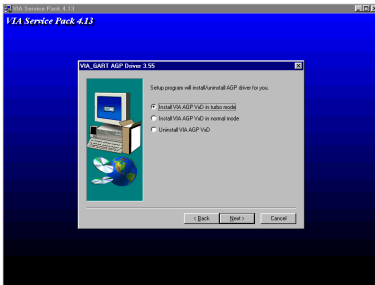 VIA Service Pack 4.13
VIA Service Pack 4.13
VIA_GART AGP Driver 3.55
Setup program will install/uninstall AGP driver for you.
Install VIA AGP VxD in turbo mode
Install VIA AGP VxD in normal mode
Uninstall VIA AGP VxD
< Back
Next >
Cancel